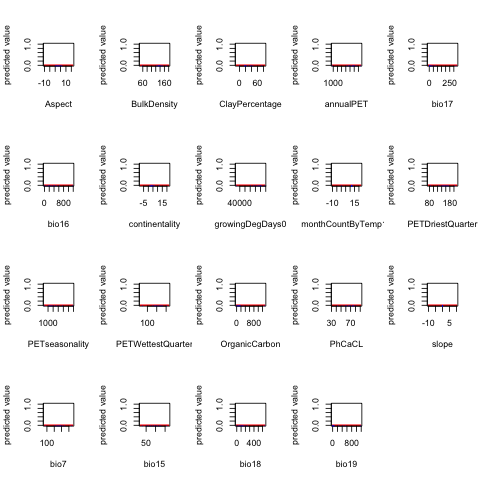 predicted value
0.0 1.0
-10 10
Aspect
predicted value
0.0 1.0
60 160
BulkDensity
predicted value
0.0 1.0
0 60
ClayPercentage
predicted value
0.0 1.0
1000
annualPET
predicted value
0.0 1.0
0 250
bio17
predicted value
0.0 1.0
0 800
bio16
predicted value
0.0 1.0
-5 15
continentality
predicted value
0.0 1.0
40000
growingDegDays0
predicted value
0.0 1.0
-10 15
monthCountByTemp
predicted value
0.0 1.0
80 180
PETDriestQuarter
predicted value
0.0 1.0
1000
PETseasonality
predicted value
0.0 1.0
100
PETWettestQuarter
predicted value
0.0 1.0
0 800
OrganicCarbon
predicted value
0.0 1.0
30 70
PhCaCL
predicted value
0.0 1.0
-10 5
slope
predicted value
0.0 1.0
100
bio7
predicted value
0.0 1.0
50
bio15
predicted value
0.0 1.0
0 400
bio18
predicted value
0.0 1.0
0 800
bio19